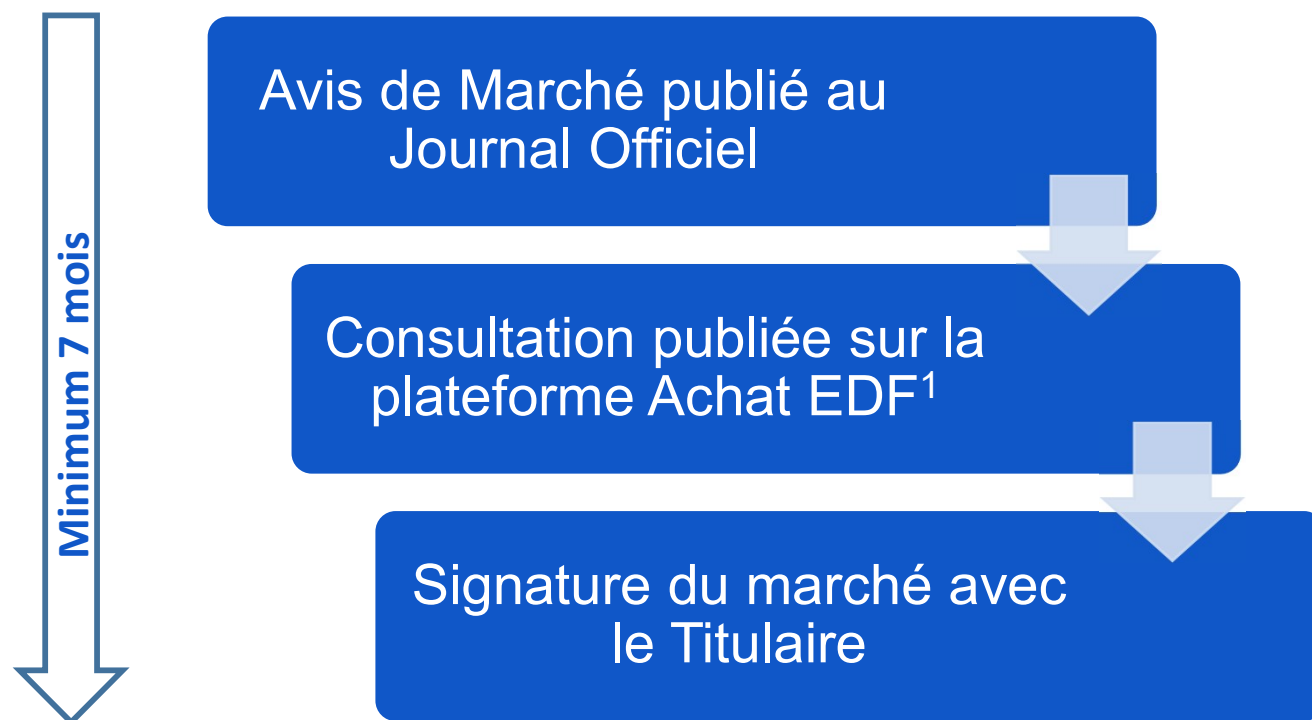 Minimum 7 mois
Avis de Marché publié au
Journal Officiel
Consultation publiée sur la
plateforme Achat EDF¹
Signature du marché avec
le Titulaire